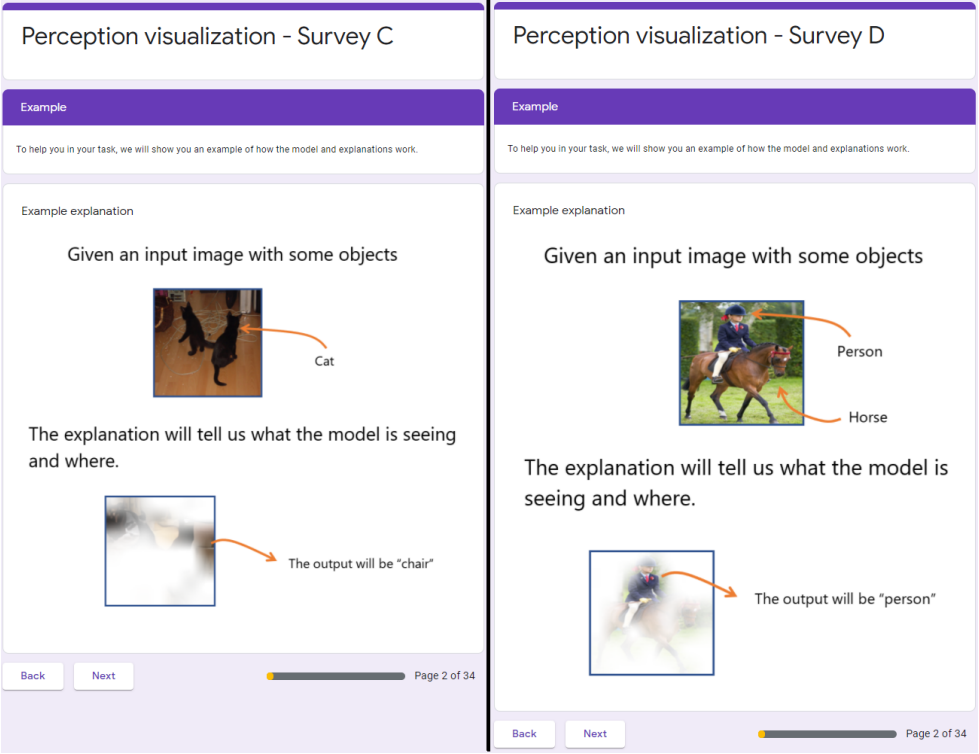 Perception visualization - Survey C
Example
To help you in your task, we will show you an example of how the model and explanations work.
Example explanation
Given an input image with some objects
Cat
The explanation will tell us what the model is seeing
and where.
The output will be “chair”
Back
Next
Page 2 of 34
Perception visualization - Survey D
Example
To help you in your task, we will show you an example of how the model and explanations work.
Example explanation
Given an input image with some objects
Person
Horse
The explanation will tell us what the model is
seeing and where.
The output will be “person”
Back
Next
Page 2 of 34